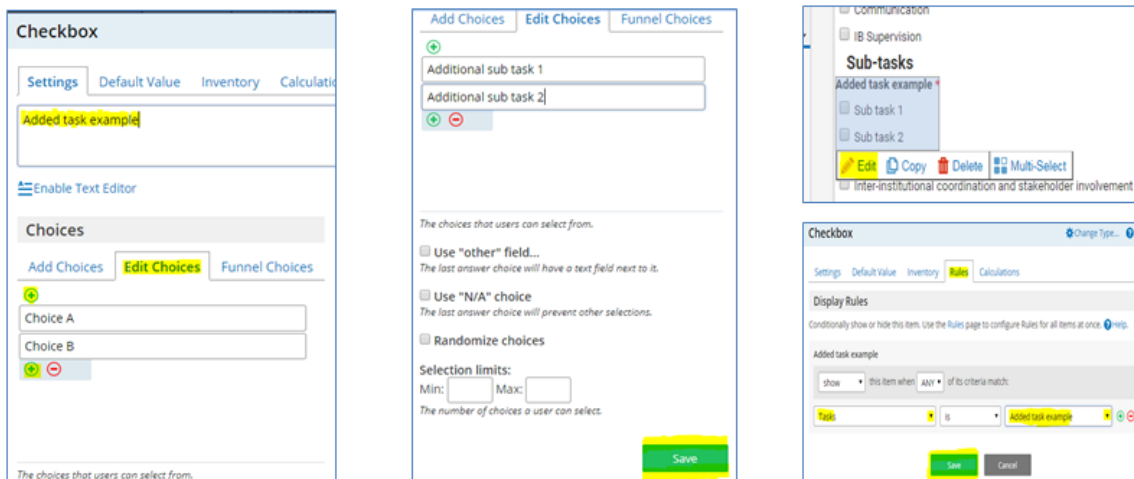 Checkbox
Settings Default Value Inventory
Added task example
Enable Text Editor
Choices
Add Choices Edit Choices Funnel Choices
Choice A
Choice B
The choices that users can select from.
Add Choices Edit Choices Funnel Choices
Additional sub task 1
Additional sub task 2
The choices that users can select from.
Use "other" field...
The last answer choice will have a text field next to it.
Use "N/A" choice
The last answer choice will prevent other selections.
Randomize choices
Selection limits:
Min: Max:
The number of choices a user can select.
Save
Communication
IB Supervision
Sub-tasks
Added task example *
Sub task 1
Sub task 2
Edit Copy Delete Multi-Select
Inter-institutional coordination and stakeholder involvement
Checkbox Change Type...
Settings Default Value Inventory Rules Calculations
Display Rules
Conditionally show or hide this item. Use the Rules page to configure Rules for all items at once. Help.
Added task example
show this item when ANY of its criteria match:
Tasks is Added task example
Save Cancel